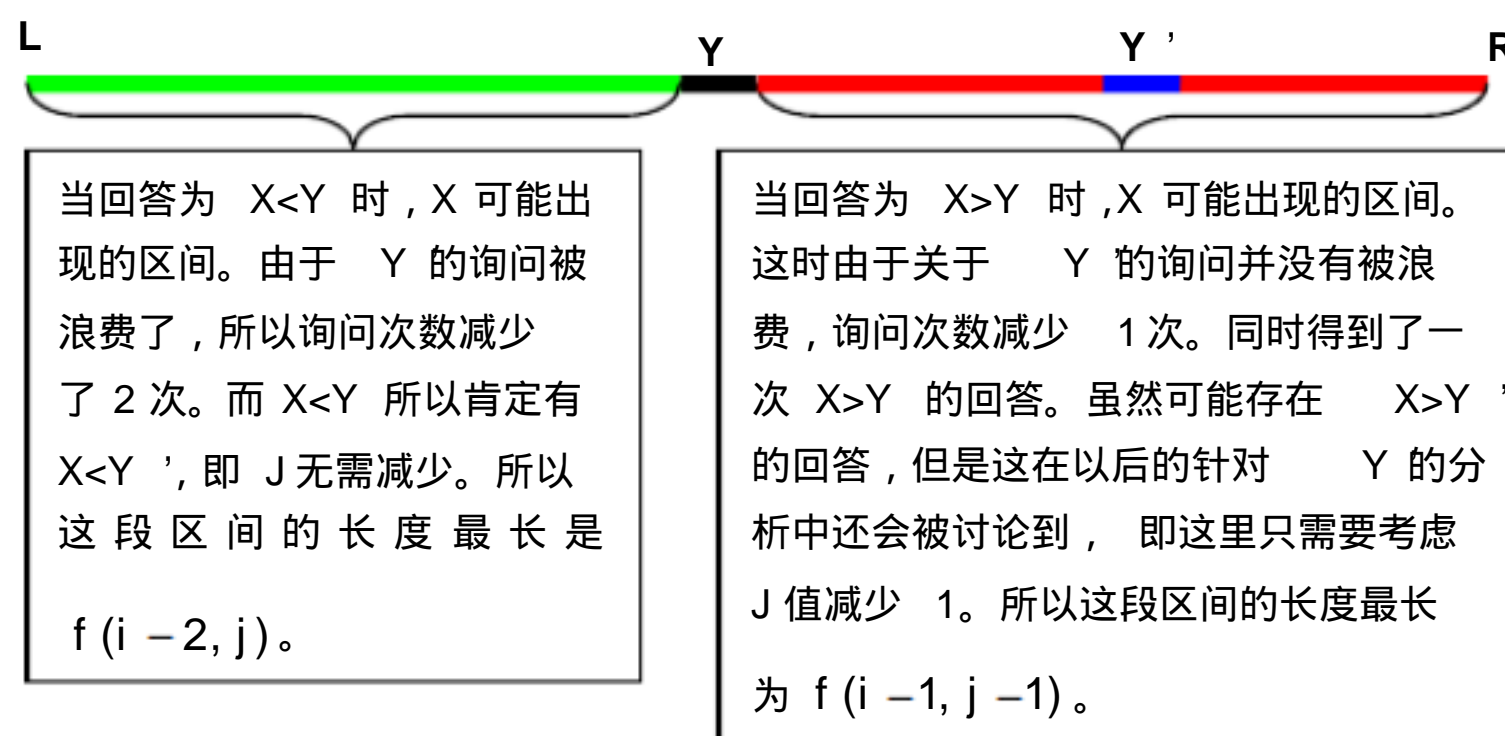 L Y Y ’ R
当回答为 X<Y 时，X 可能出
现的区间。由于 Y 的询问被
浪费了，所以询问次数减少
了 2 次。而 X<Y 所以肯定有
X<Y ’，即 J 无需减少。所以
这段区间的长度最长是
f (i − 2, j) 。
当回答为 X>Y 时，X 可能出现的区间。
这时由于关于 Y ’的询问并没有被浪
费，询问次数减少 1 次。同时得到了一
次 X>Y 的回答。虽然可能存在 X>Y ’
的回答，但是这在以后的针对 Y 的分
析中还会被讨论到， 即这里只需要考虑
J 值减少 1。所以这段区间的长度最长
为 f (i −1, j −1) 。